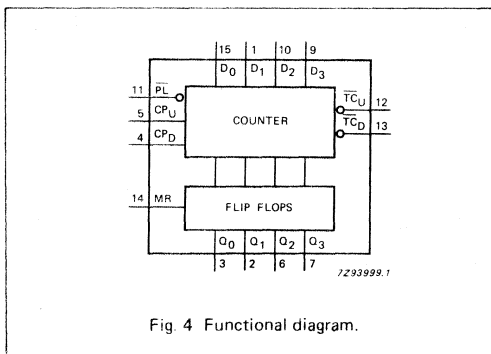 15 1 10 9
D0 D1 D2 D3
11 PL
5 CPU
4 CPD
COUNTER
TCU 12
TCD 13
14 MR
FLIP FLOPS
Q0 Q1 Q2 Q3
3 2 6 7
7Z93999.1
Fig. 4 Functional diagram.